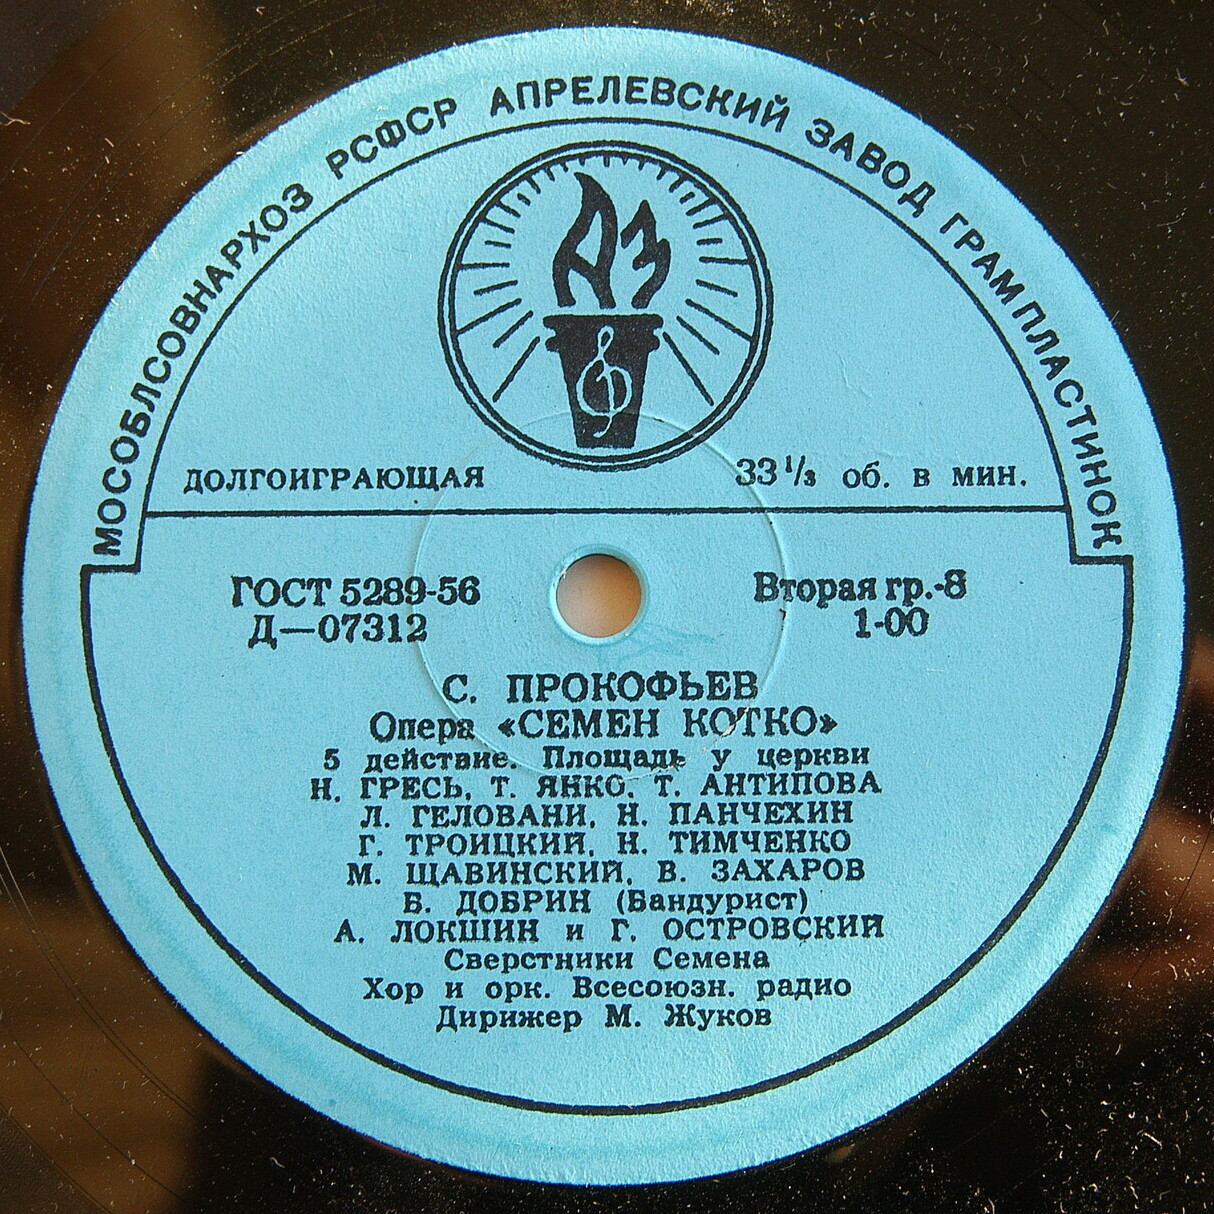 МОСОБЛСОВНАРХОЗ РСФСР АПРЕЛЕВСКИЙ ЗАВОД ГРАМПЛАСТИНОК
АЗ
ДОЛГОИГРАЮЩАЯ
33 1/3 об. в мин.
ГОСТ 5289-56
Вторая гр.-8
Д—07312
1-00
С. ПРОКОФЬЕВ
Опера «СЕМЕН КОТКО»
5 действие. Площадь у церкви
Н. ГРЕСЬ, Т. ЯНКО, Т. АНТИПОВА
Л. ГЕЛОВАНИ, Н. ПАНЧЕХИН
Г. ТРОИЦКИЙ, Н. ТИМЧЕНКО
М. ЩАВИНСКИЙ, В. ЗАХАРОВ
Б. ДОБРИН (Бандурист)
А. ЛОКШИН и Г. ОСТРОВСКИЙ
Сверстники Семена
Хор и орк. Всесоюзн. радио
Дирижер М. Жуков